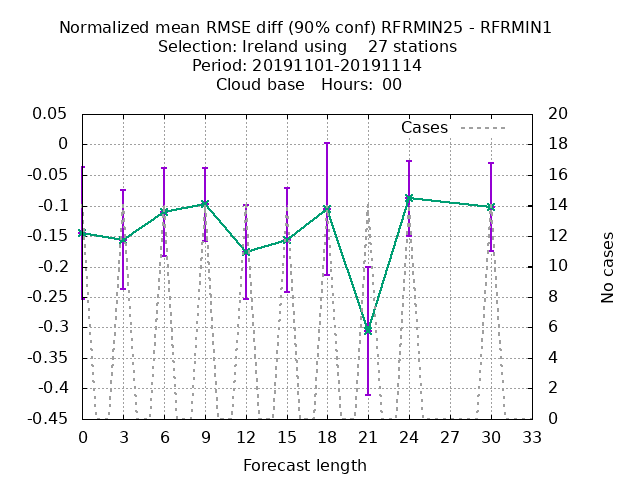 Normalized mean RMSE diff (90% conf) RFRMIN25 - RFRMIN1
Selection: Ireland using    27 stations
Period: 20191101-20191114
Cloud base   Hours:  00
Cases
0.05
0
-0.05
-0.1
-0.15
-0.2
-0.25
-0.3
-0.35
-0.4
-0.45
20
18
16
14
12
10
8
6
4
2
0
No cases
0 3 6 9 12 15 18 21 24 27 30 33
Forecast length